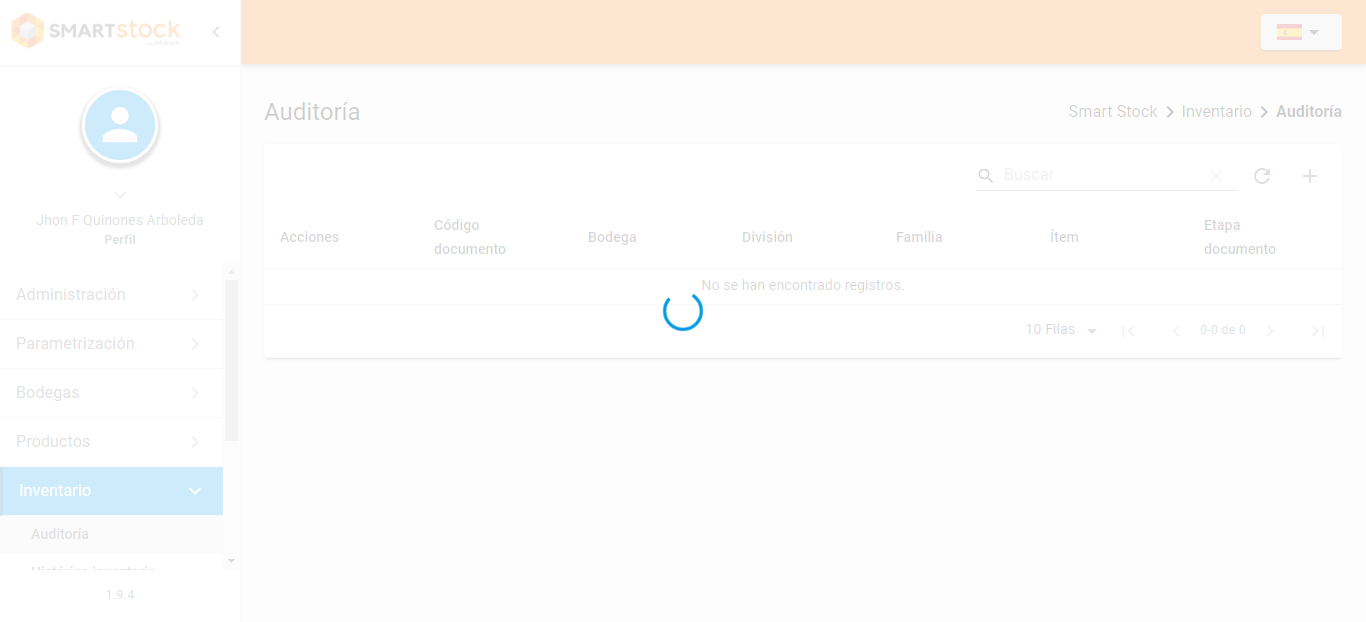 SMARTstock
Jhon F Quinones Arboleda
Perfil
Administración
Parametrización
Bodegas
Productos
Inventario
Auditoría
Histórico inventario
1.9.4
Auditoría
Smart Stock > Inventario > Auditoría
Buscar
Acciones
Código documento
Bodega
División
Familia
Ítem
Etapa documento
No se han encontrado registros.
10 Filas
0-0 de 0